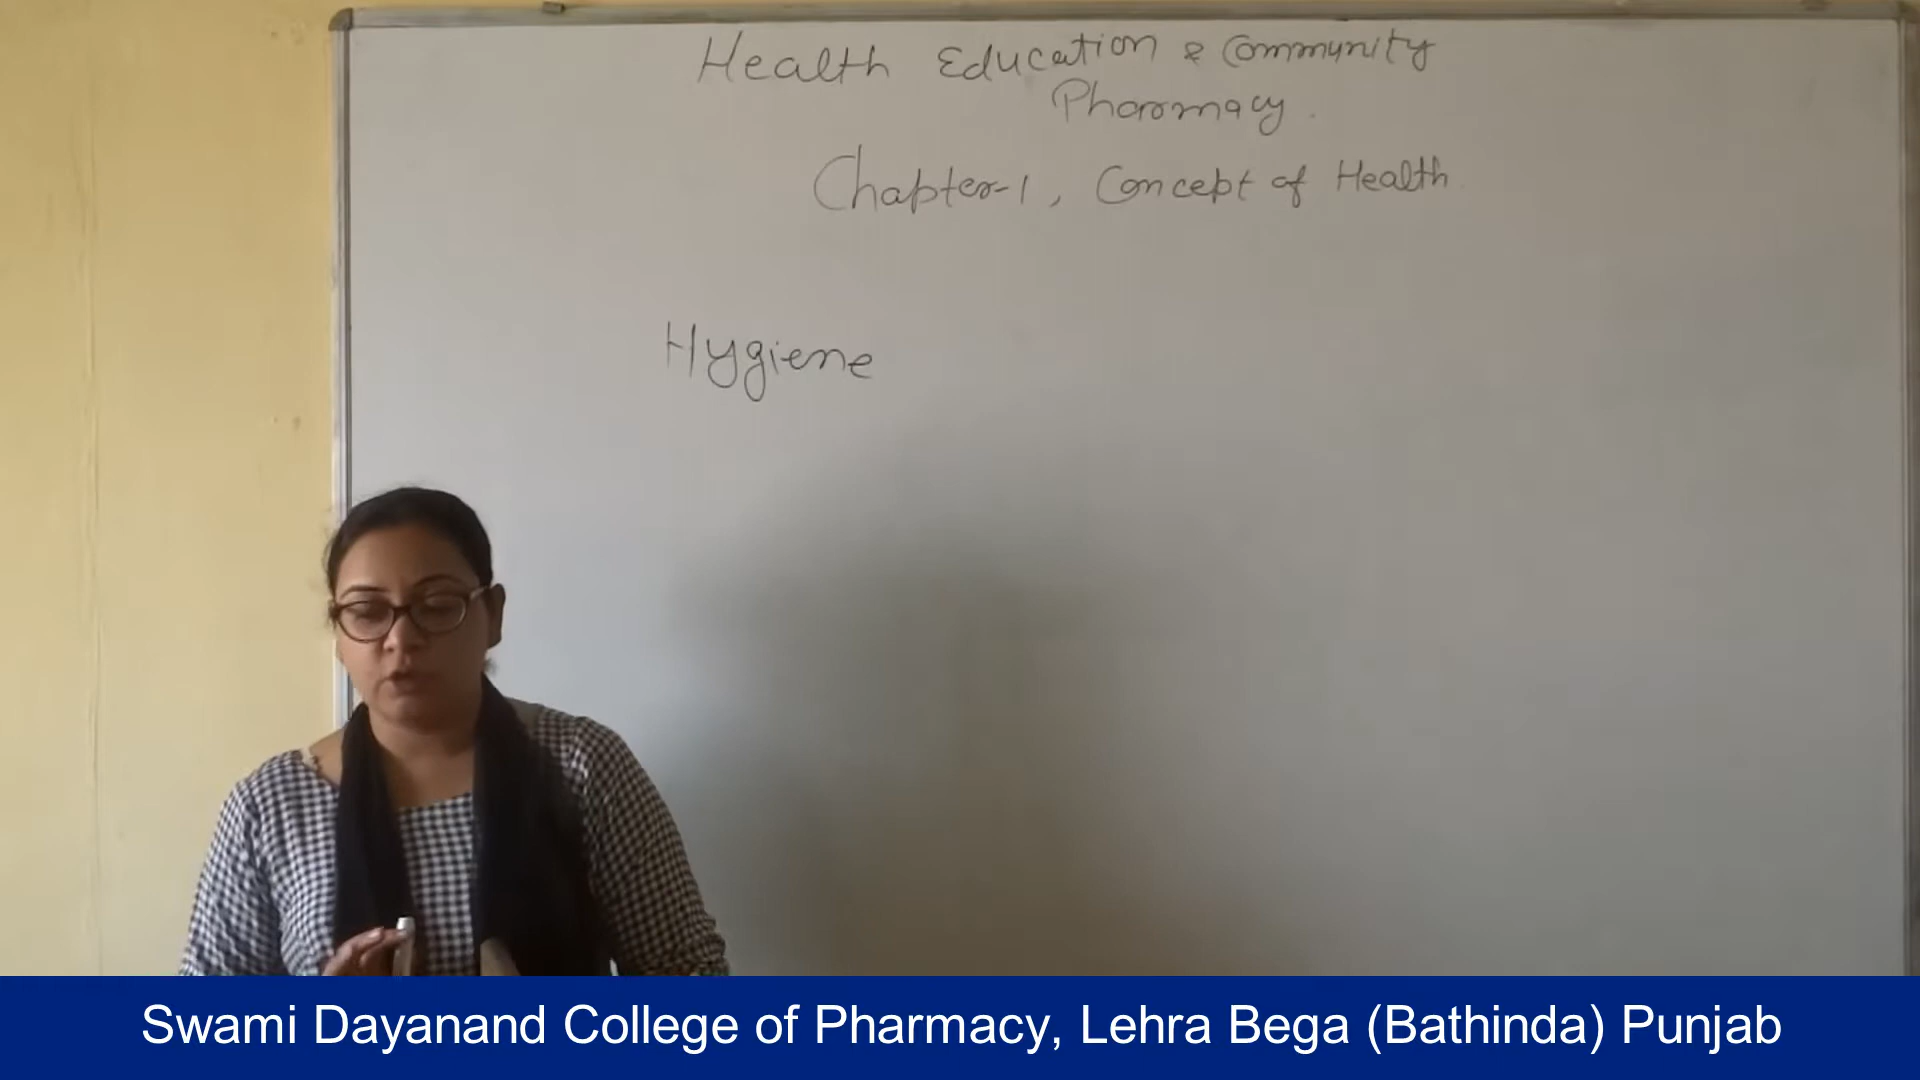 Health Education & Community
Pharmacy.
Chapter-1, Concept of Health
Hygiene
Swami Dayanand College of Pharmacy, Lehra Bega (Bathinda) Punjab